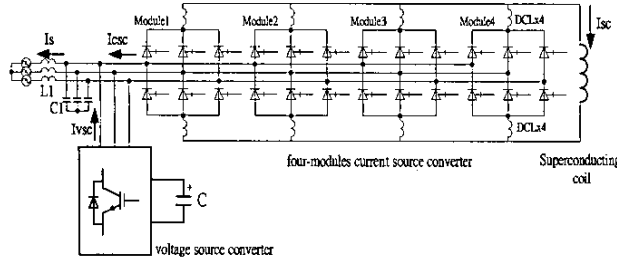 Module1 Module2 Module3 Module4 DCLx4
Isc
Is Icsc
L1
C1
Ivsc
DCLx4
four-modules current source converter
Superconducting
coil
+
C
voltage source converter